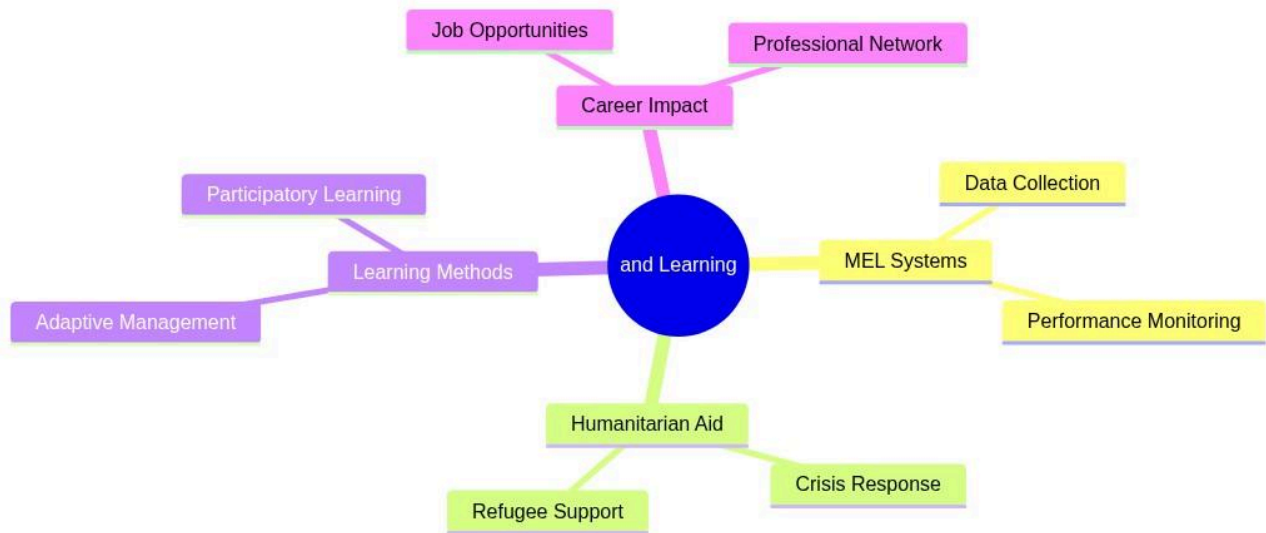 Job Opportunities
Professional Network
Career Impact
Participatory Learning
Data Collection
Learning Methods
and Learning
MEL Systems
Adaptive Management
Performance Monitoring
Humanitarian Aid
Crisis Response
Refugee Support